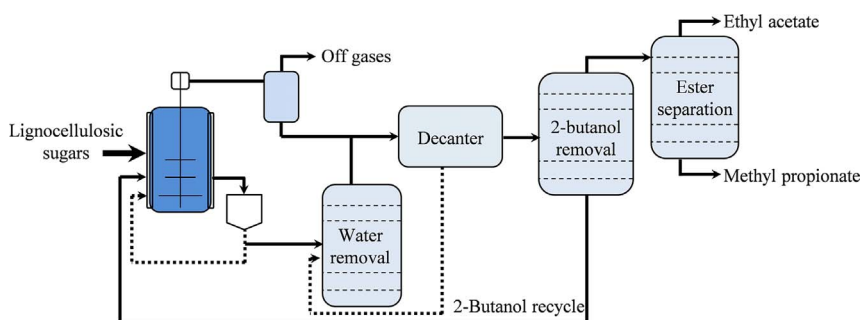 Ethyl acetate
Off gases
Ester
separation
Lignocellulosic
sugars
Decanter
2-butanol
removal
Methyl propionate
Water
removal
2-Butanol recycle